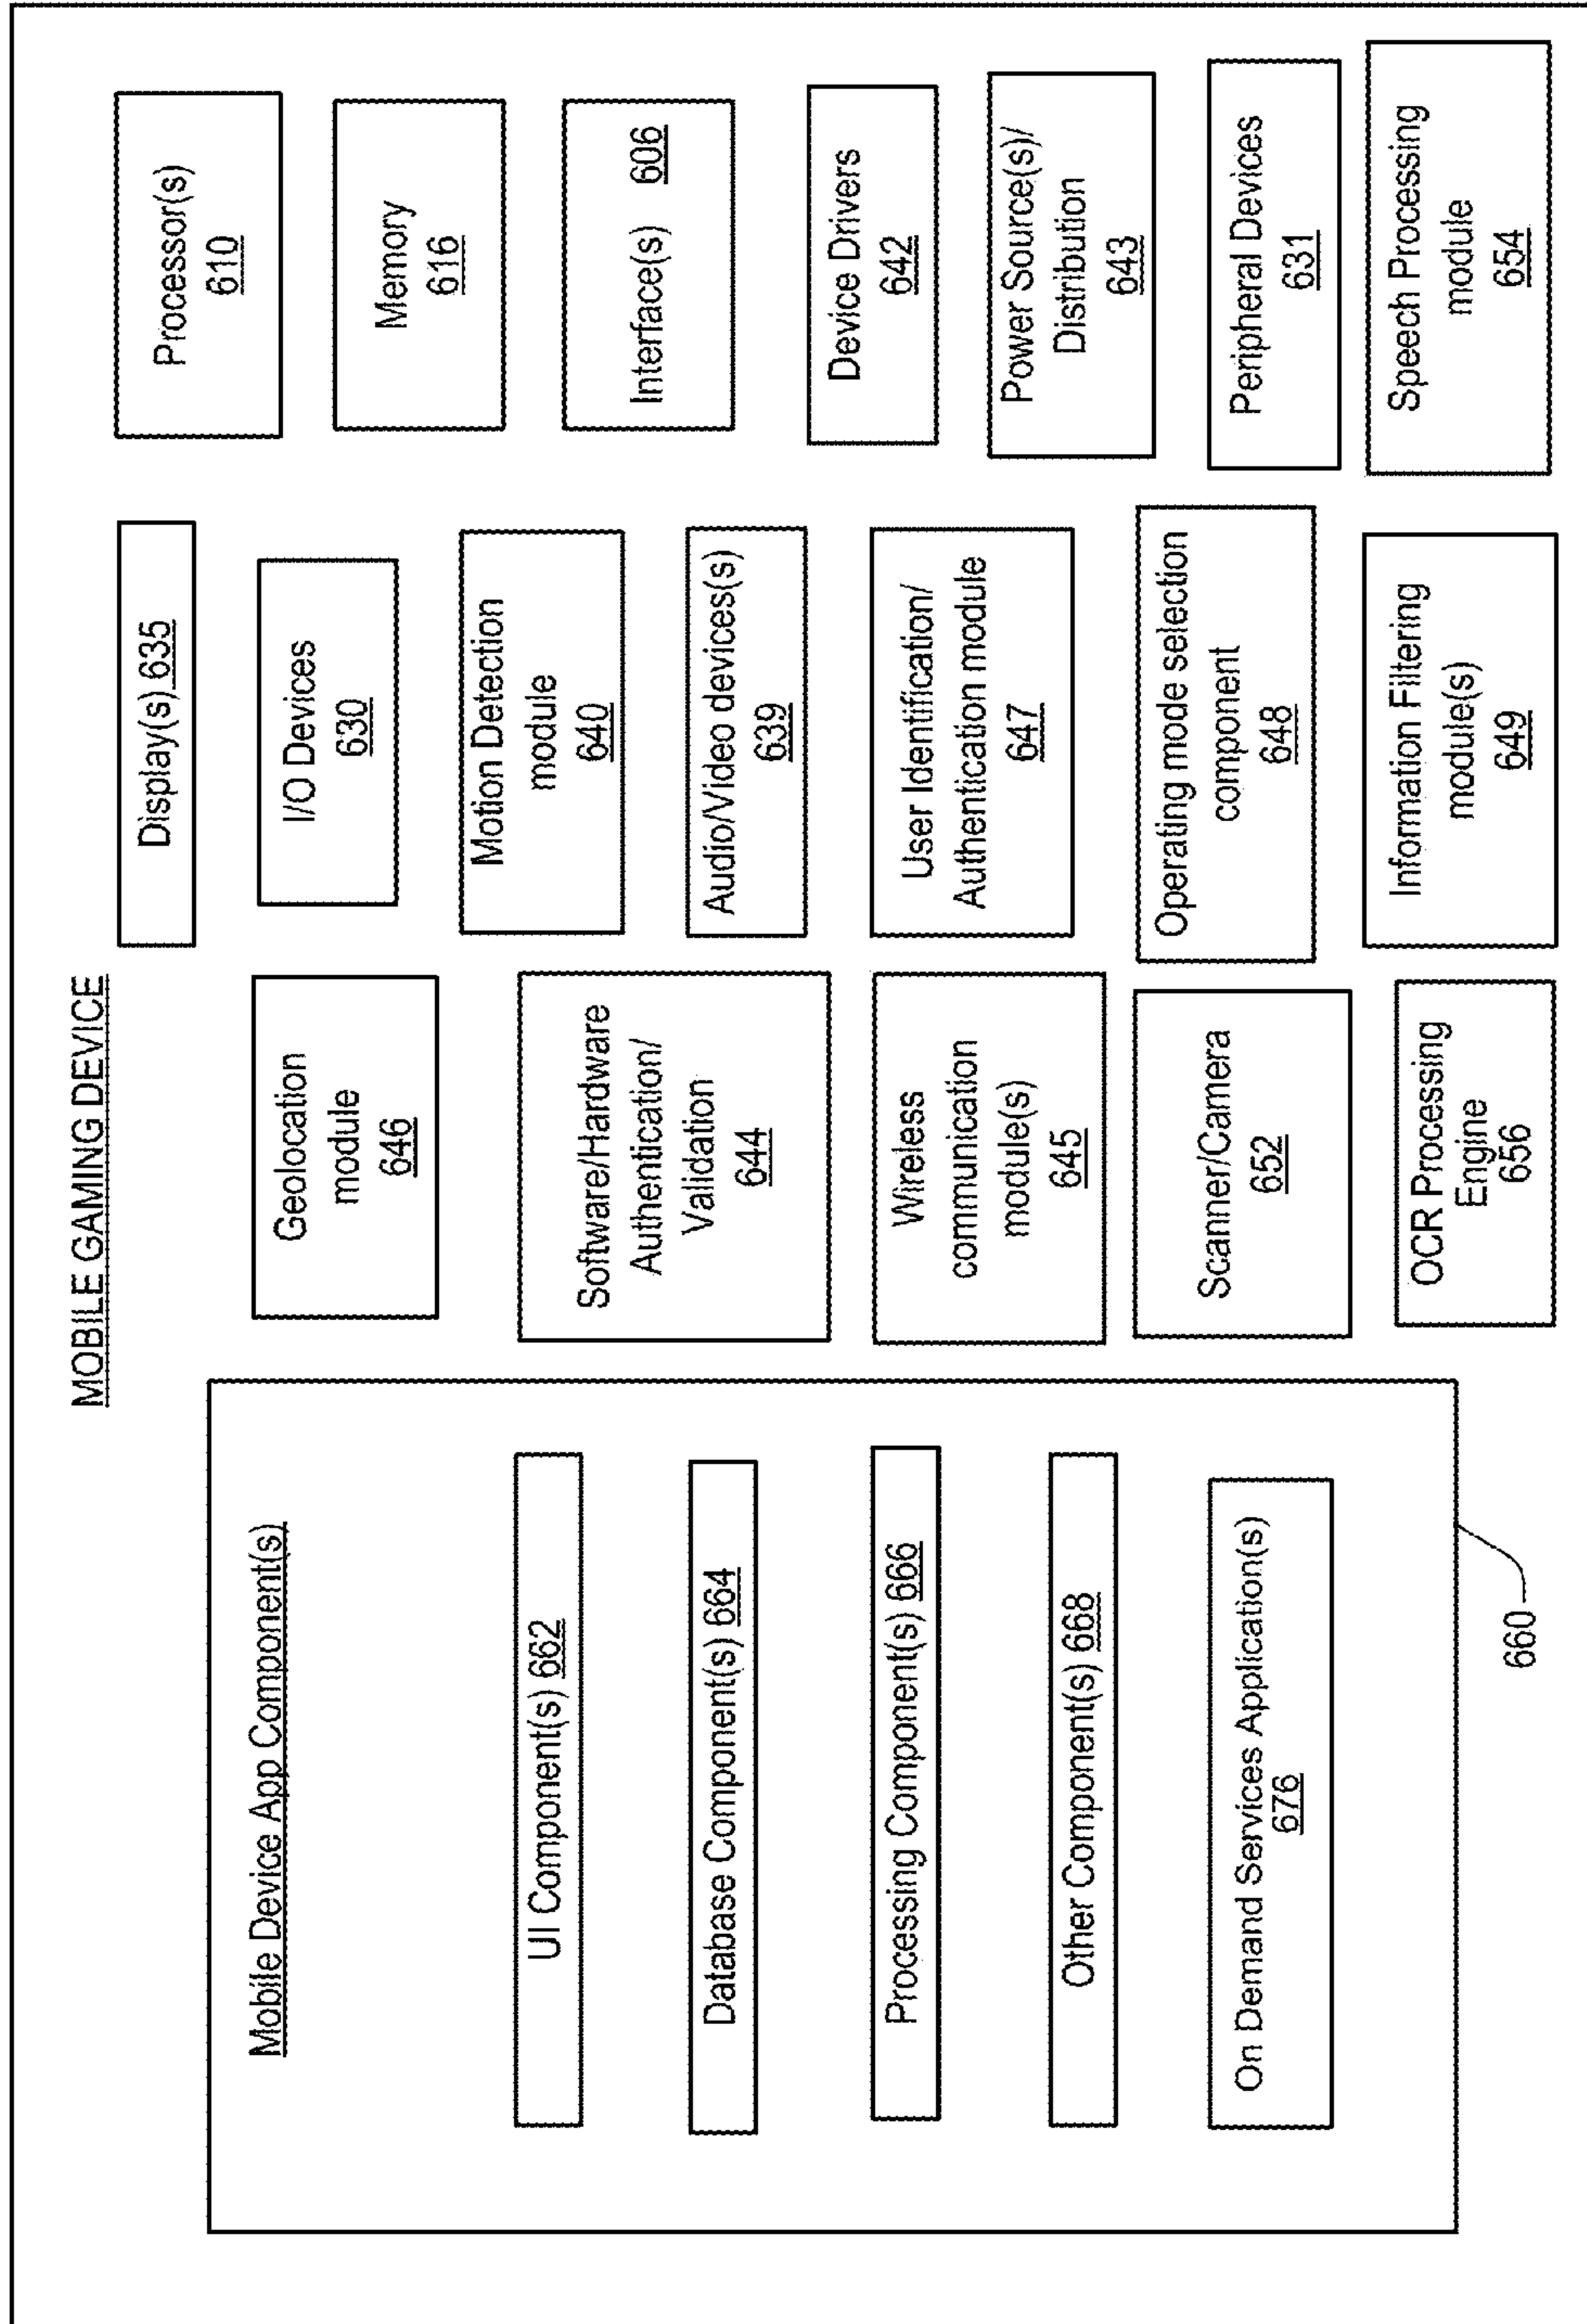 MOBILE GAMING DEVICE
Mobile Device App Component(s)
UI Component(s) 662
Database Component(s) 664
Processing Component(s) 666
Other Component(s) 668
On Demand Services Application(s)
676
660
Geolocation
module
646
Software/Hardware
Authentication/
Validation
644
Wireless
communication
module(s)
645
Scanner/Camera
652
OCR Processing
Engine
656
Display(s) 635
I/O Devices
630
Motion Detection
module
640
Audio/Video devices(s)
639
User Identification/
Authentication module
647
Operating mode selection
component
648
Information Filtering
module(s)
649
Processor(s)
610
Memory
616
Interface(s) 606
Device Drivers
642
Power Source(s)/
Distribution
643
Peripheral Devices
631
Speech Processing
module
654